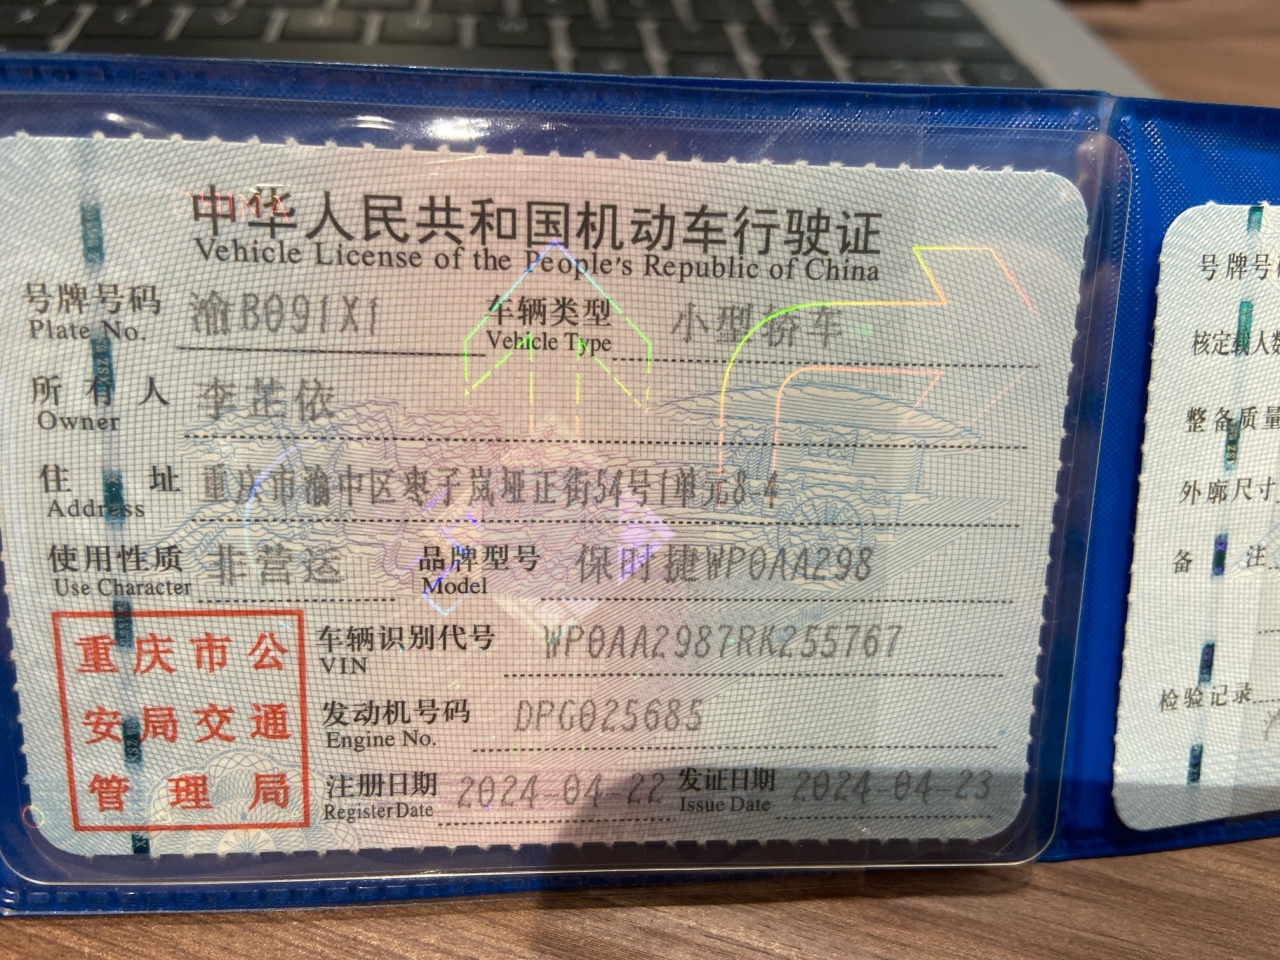 中华人民共和国机动车行驶证
Vehicle License of the People's Republic of China
号牌号码 渝B091X1 车辆类型 小型轿车
Plate No. Vehicle Type
所有人 李芷依
Owner
住址 重庆市渝中区枣子岚垭正街54号1单元8-4
Address
使用性质 非营运 品牌型号 保时捷WP0AA298
Use Character Model
重庆市公
安局交通
管理局
车辆识别代号 WP0AA2987RK255767
VIN
发动机号码 DPG025685
Engine No.
注册日期 2024-04-22 发证日期 2024-04-23
Register Date Issue Date
号牌号
核定载人数
整备质量
外廓尺寸
备注
检验记录